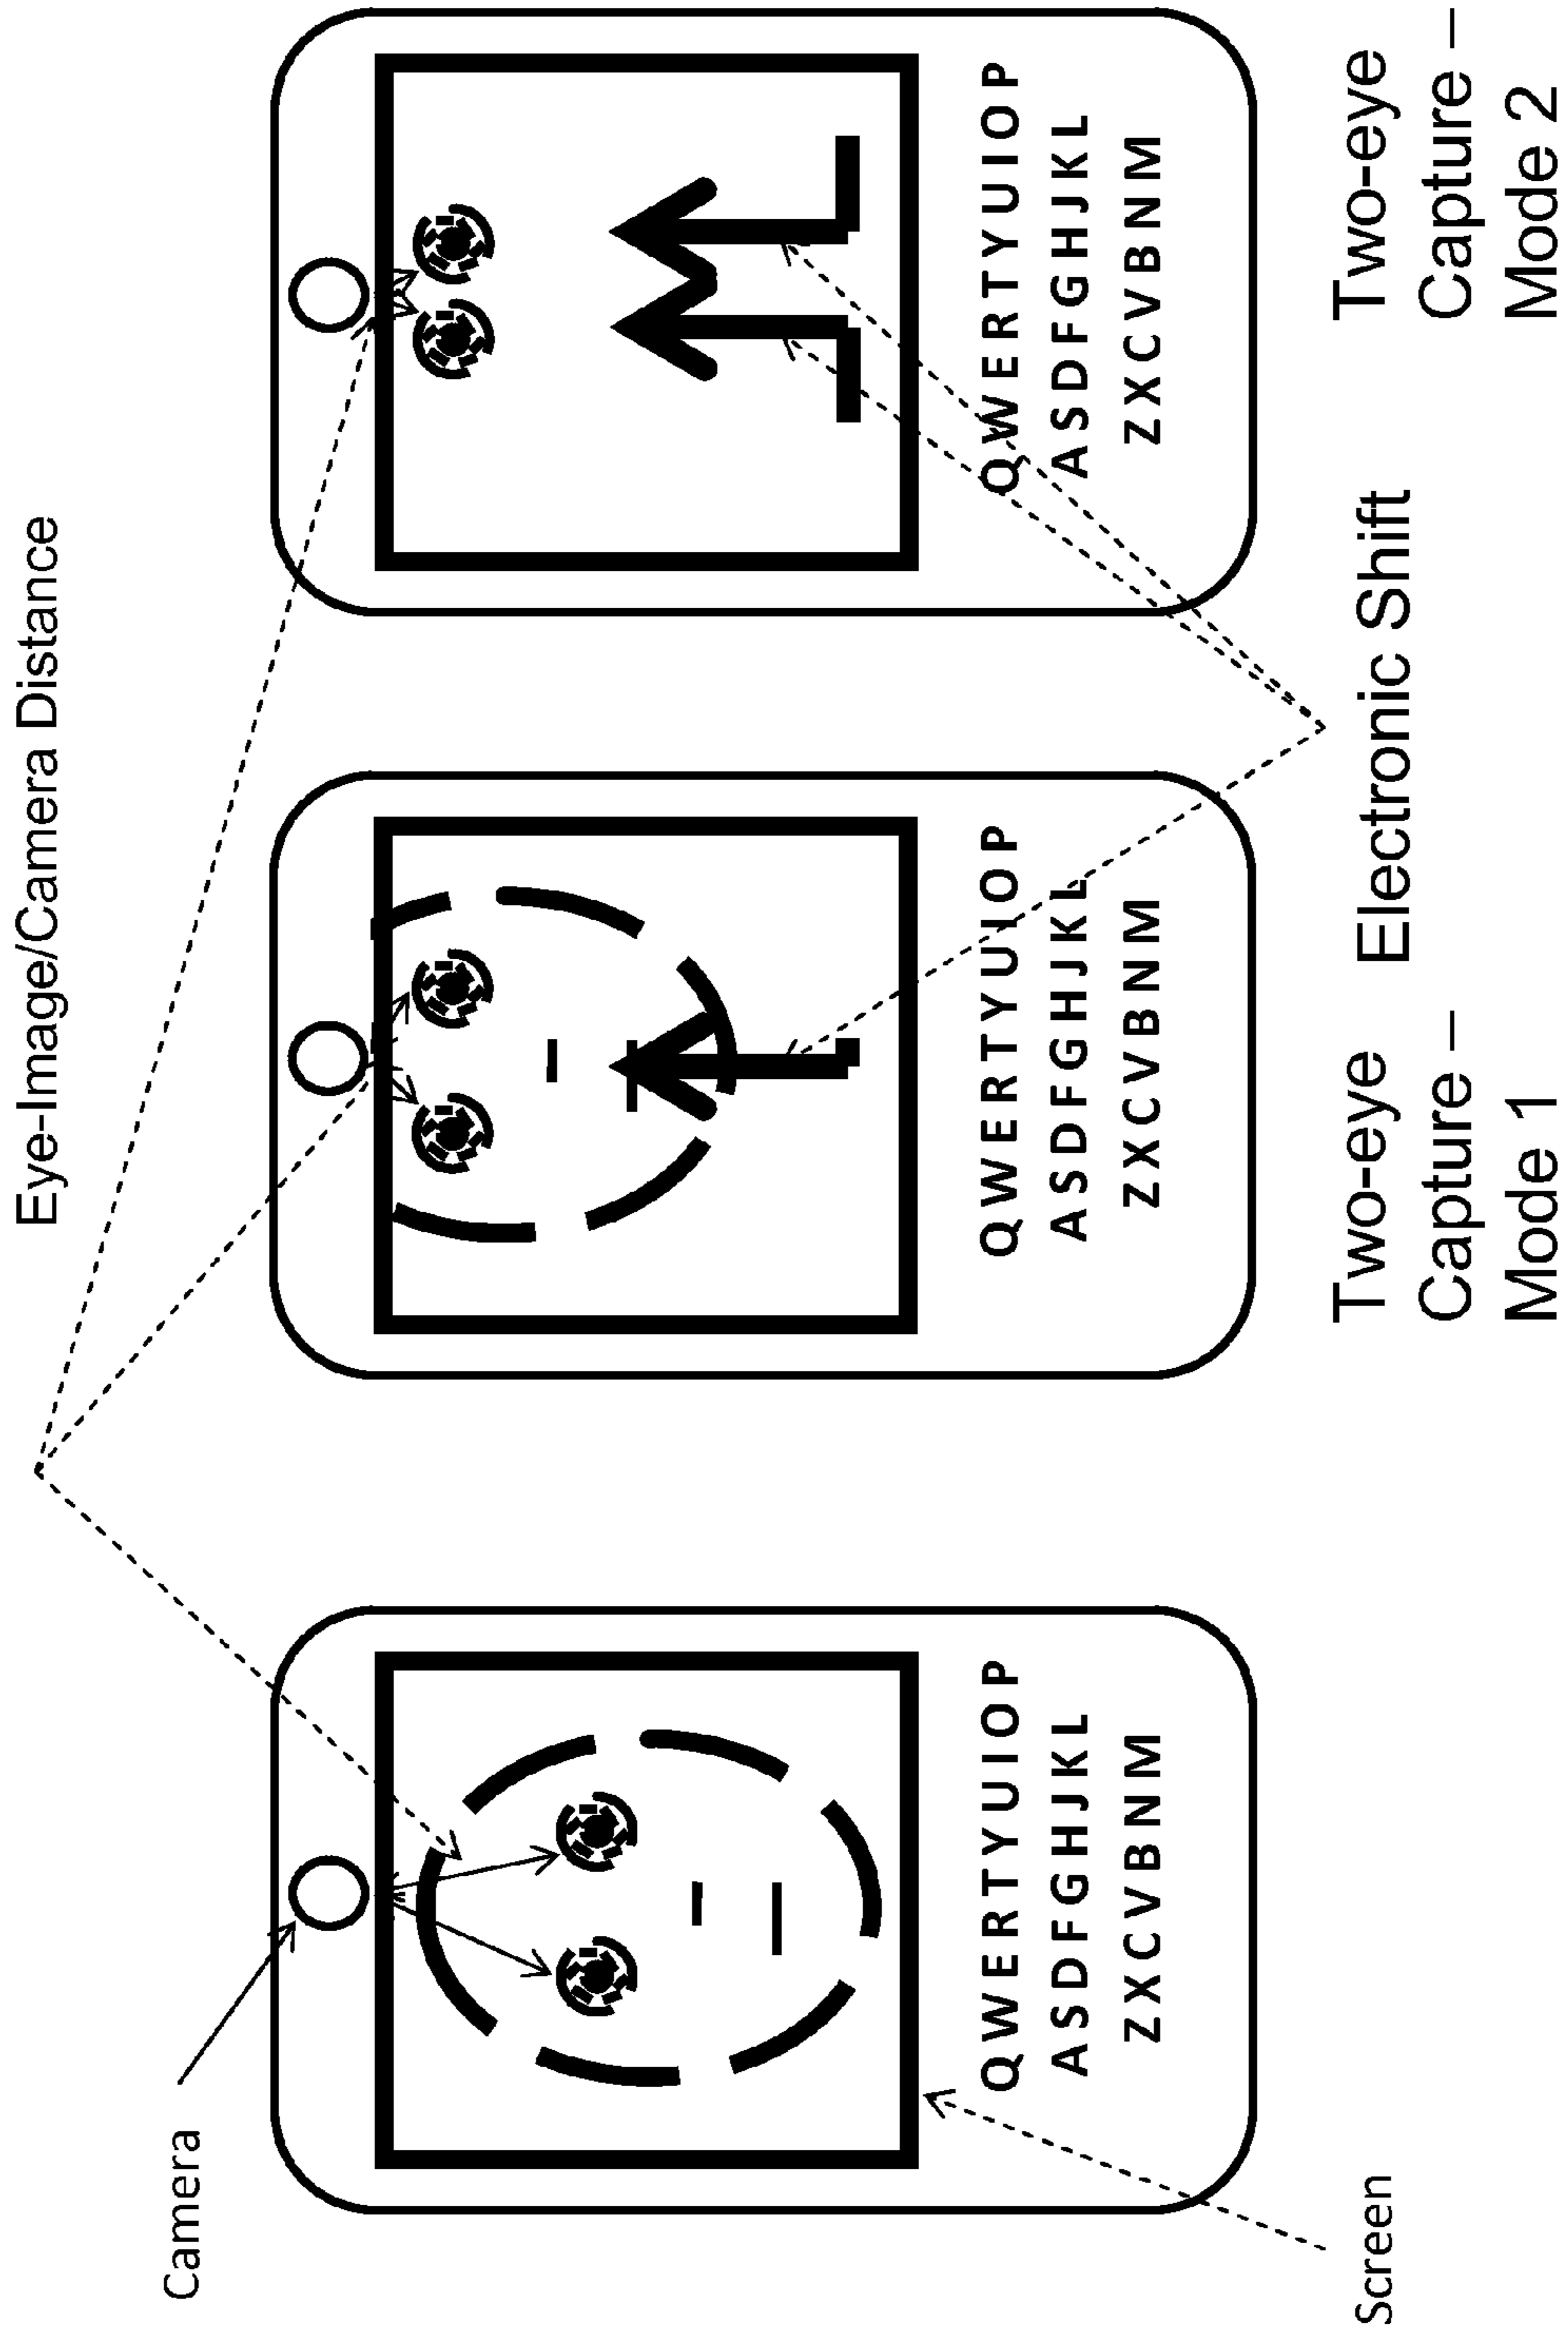 Eye-Image/Camera Distance
Camera
QWERTYUIOP
ASDFGHJKL
ZXCVBNM
QWERTYUIOP
ASDFGHJKL
ZXCVBNM
QWERTYUIOP
ASDFGHJKL
ZXCVBNM
Screen
Two-eye
Capture –
Mode 1
Electronic Shift
Two-eye
Capture –
Mode 2